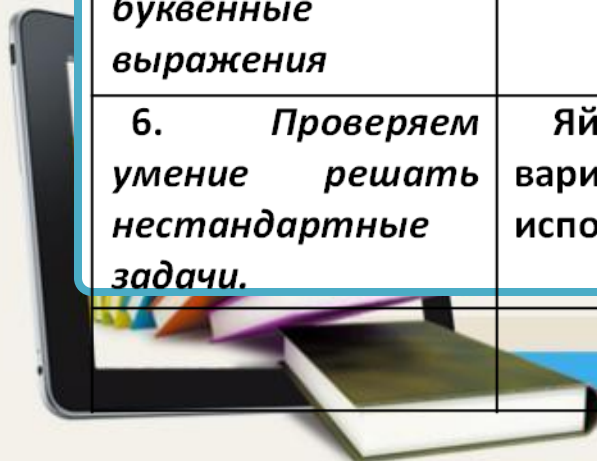 буквенные
выражения
6. Проверяем
умение решать
нестандартные
задачи.